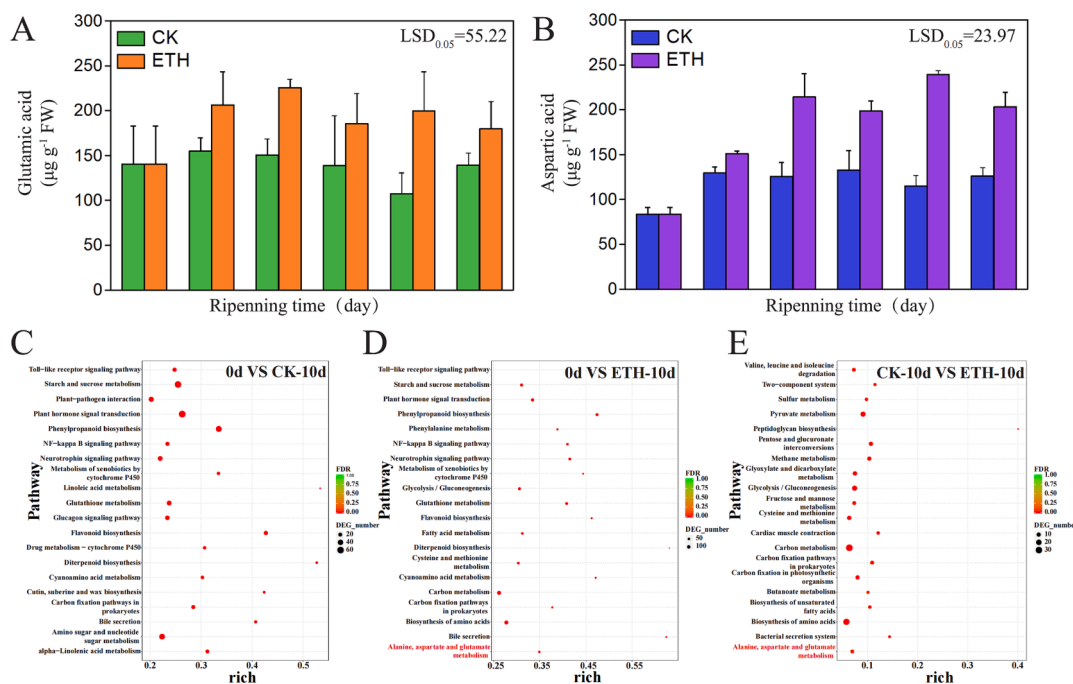 A
Glutamic acid
(μg g-1 FW)
300
250
200
150
100
50
0
CK
ETH
LSD0.05=55.22
Ripenning time (day)
B
Aspartic acid
(μg g-1 FW)
300
250
200
150
100
50
0
CK
ETH
LSD0.05=23.97
Ripenning time (day)
C
0d VS CK-10d
Pathway
Toll-like receptor signaling pathway
Starch and sucrose metabolism
Plant-pathogen interaction
Plant hormone signal transduction
Phenylpropanoid biosynthesis
NF-kappa B signaling pathway
Neurotrophin signaling pathway
Metabolism of xenobiotics by
cytochrome P450
Linoleic acid metabolism
Glutathione metabolism
Glucagon signaling pathway
Flavonoid biosynthesis
Drug metabolism - cytochrome P450
Diterpenoid biosynthesis
Cyanoamino acid metabolism
Cutin, suberine and wax biosynthesis
Carbon fixation pathways in
prokaryotes
Bile secretion
Amino sugar and nucleotide
sugar metabolism
alpha-Linolenic acid metabolism
0.2 0.3 0.4 0.5
rich
FDR
1.00
0.75
0.50
0.25
0.00
DEG_number
20
40
60
D
0d VS ETH-10d
Pathway
Toll-like receptor signaling pathway
Starch and sucrose metabolism
Plant hormone signal transduction
Phenylpropanoid biosynthesis
Phenylalanine metabolism
NF-kappa B signaling pathway
Neurotrophin signaling pathway
Metabolism of xenobiotics by
cytochrome P450
Glycolysis / Gluconeogenesis
Glutathione metabolism
Flavonoid biosynthesis
Fatty acid metabolism
Diterpenoid biosynthesis
Cysteine and methionine
metabolism
Cyanoamino acid metabolism
Carbon metabolism
Carbon fixation pathways
in prokaryotes
Biosynthesis of amino acids
Bile secretion
Alanine, aspartate and glutamate
metabolism
0.25 0.35 0.45 0.55
rich
FDR
1.00
0.75
0.50
0.25
0.00
DEG_number
50
100
E
CK-10d VS ETH-10d
Pathway
Valine, leucine and isoleucine
degradation
Two-component system
Sulfur metabolism
Pyruvate metabolism
Peptidoglycan biosynthesis
Pentose and glucuronate
interconversions
Methane metabolism
Glyoxylate and dicarboxylate
metabolism
Glycolysis / Gluconeogenesis
Fructose and mannose
metabolism
Cysteine and methionine
metabolism
Cardiac muscle contraction
Carbon metabolism
Carbon fixation pathways
in prokaryotes
Carbon fixation in photosynthetic
organisms
Butanoate metabolism
Biosynthesis of unsaturated
fatty acids
Biosynthesis of amino acids
Bacterial secretion system
Alanine, aspartate and glutamate
metabolism
0.1 0.2 0.3 0.4
rich
FDR
1.00
0.75
0.50
0.25
0.00
DEG_number
10
20
30